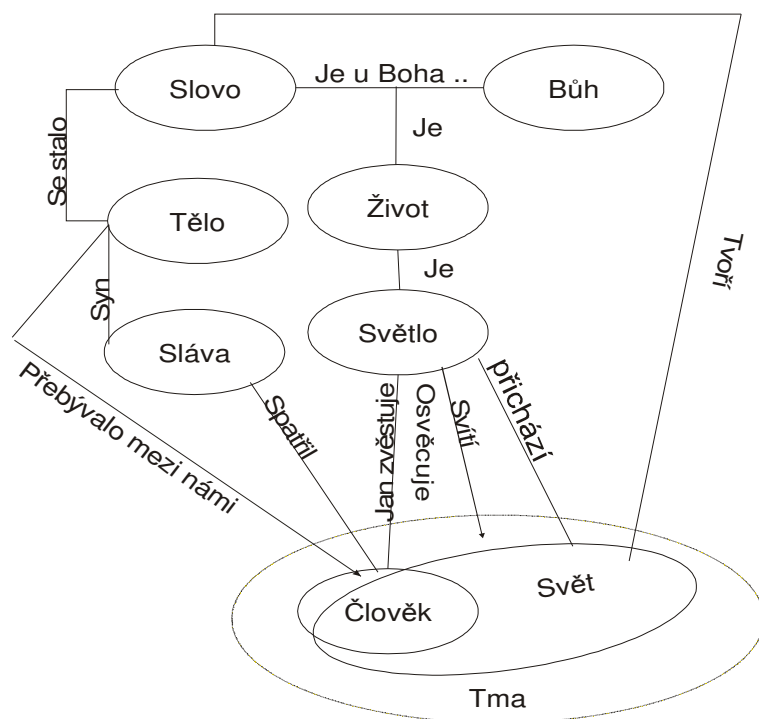 Slovo
Je u Boha ..
Bůh
Je
Se stalo
Tělo
Život
Tvoří
Je
Syn
Sláva
Světlo
Přebývalo mezi námi
Spatřil
Jan zvěstuje
Osvěcuje
Svítí
přichází
Člověk
Svět
Tma